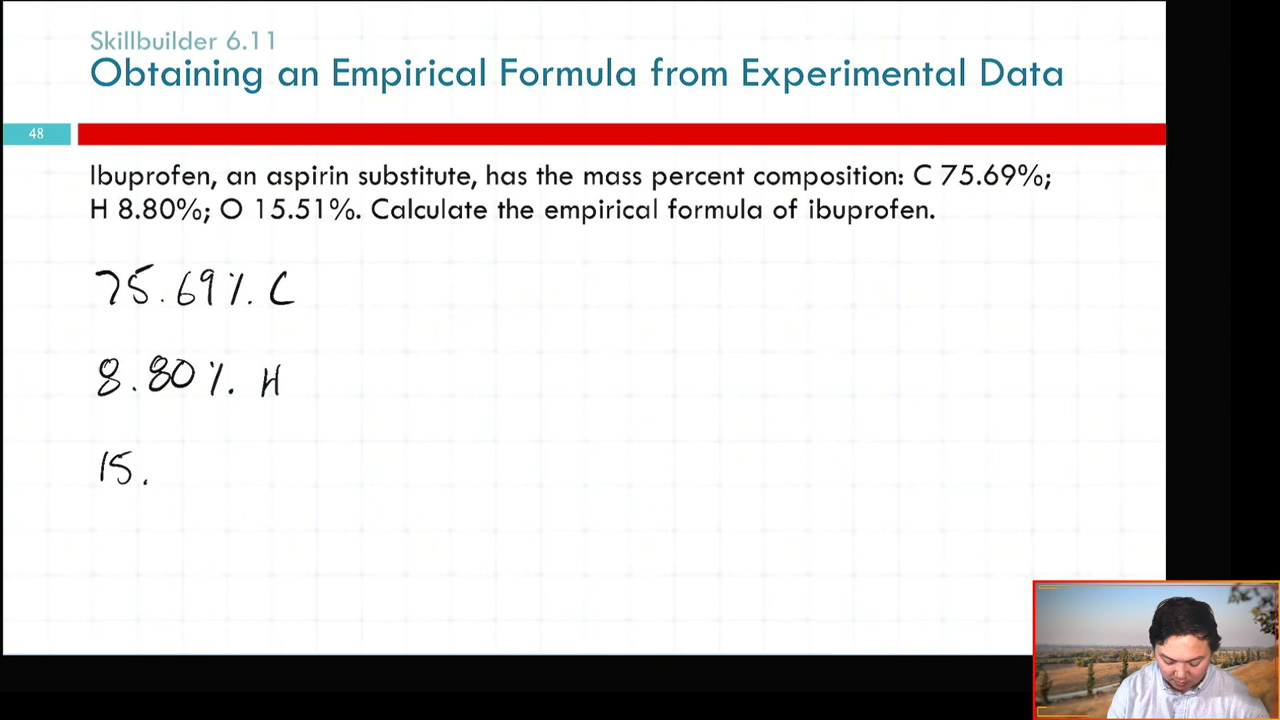 Skillbuilder 6.11
Obtaining an Empirical Formula from Experimental Data
48
Ibuprofen, an aspirin substitute, has the mass percent composition: C 75.69%;
H 8.80%; O 15.51%. Calculate the empirical formula of ibuprofen.
75.69% C
8.80% H
15.